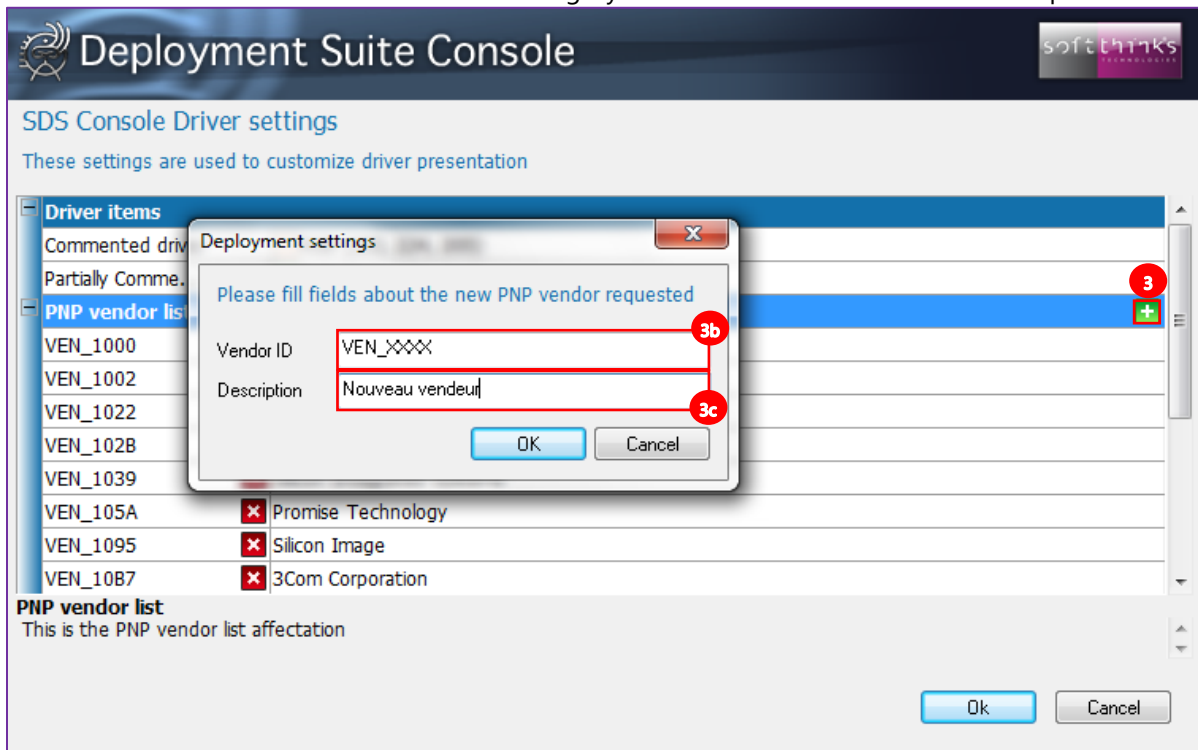 Deployment Suite Console
softthinks
TECHNOLOGIES
SDS Console Driver settings
These settings are used to customize driver presentation
Driver items
Commented driv
Deployment settings
Partially Comme.
Please fill fields about the new PNP vendor requested
3
PNP vendor lis
3b
VEN_1000
Vendor ID VEN_XXXX
VEN_1002
Description Nouveau vendeur
VEN_1022
3c
VEN_102B
OK Cancel
VEN_1039
VEN_105A Promise Technology
VEN_1095 Silicon Image
VEN_10B7 3Com Corporation
PNP vendor list
This is the PNP vendor list affectation
Ok Cancel